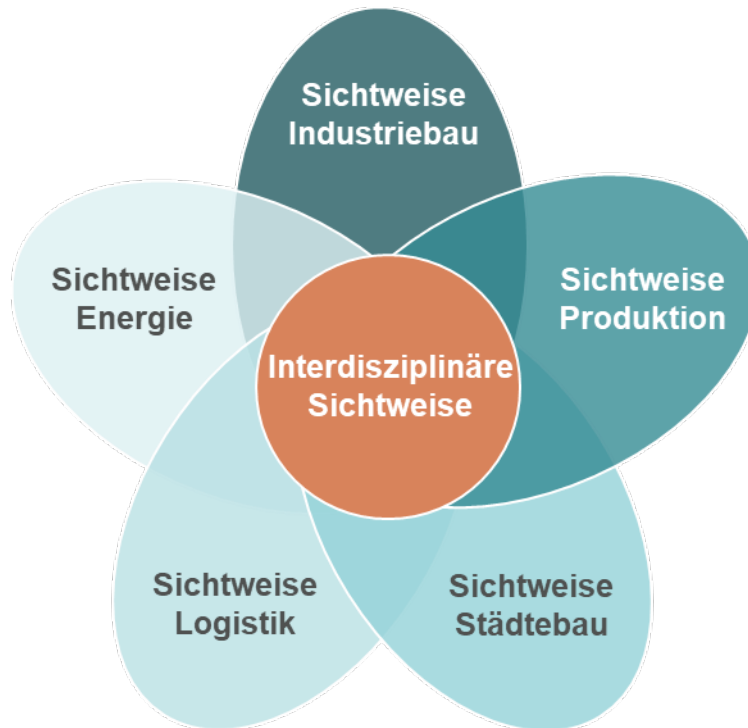 Sichtweise
Industriebau
Sichtweise
Energie
Sichtweise
Produktion
Interdisziplinäre
Sichtweise
Sichtweise
Logistik
Sichtweise
Städtebau